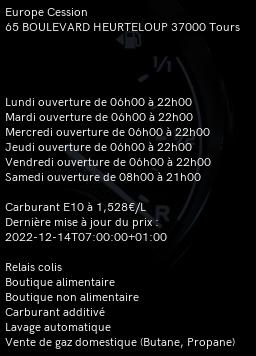 Europe Cession
65 BOULEVARD HEURTELOUP 37000 Tours
1/1
Lundi ouverture de 06h00 à 22h00
Mardi ouverture de 06h00 à 22h00
Mercredi ouverture de 06h00 à 22h00
Jeudi ouverture de 06h00 à 22h00
Vendredi ouverture de 06h00 à 22h00
Samedi ouverture de 08h00 à 21h00
Carburant E10 à 1,528€/L
Dernière mise à jour du prix :
2022-12-14T07:00:00+01:00
R
Relais colis
Boutique alimentaire
Boutique non alimentaire
Carburant additivé
Lavage automatique
Vente de gaz domestique (Butane, Propane)